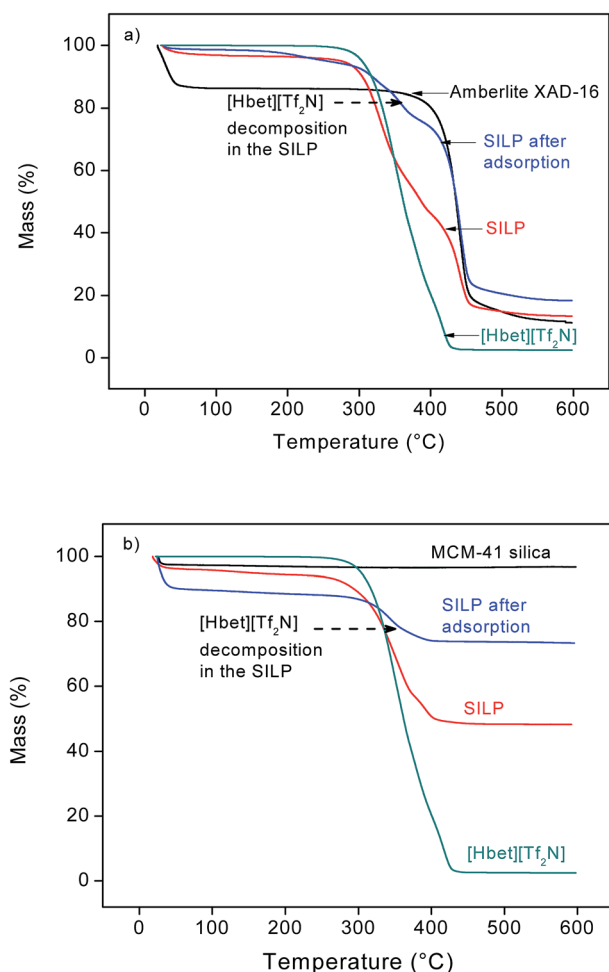 a)
100
80
60
40
20
0
Mass (%)
Amberlite XAD-16
[Hbet][Tf₂N]
decomposition
in the SILP
SILP after
adsorption
SILP
[Hbet][Tf₂N]
0 100 200 300 400 500 600
Temperature (°C)
b)
100
80
60
40
20
0
Mass (%)
MCM-41 silica
SILP after
adsorption
[Hbet][Tf₂N]
decomposition
in the SILP
SILP
[Hbet][Tf₂N]
0 100 200 300 400 500 600
Temperature (°C)